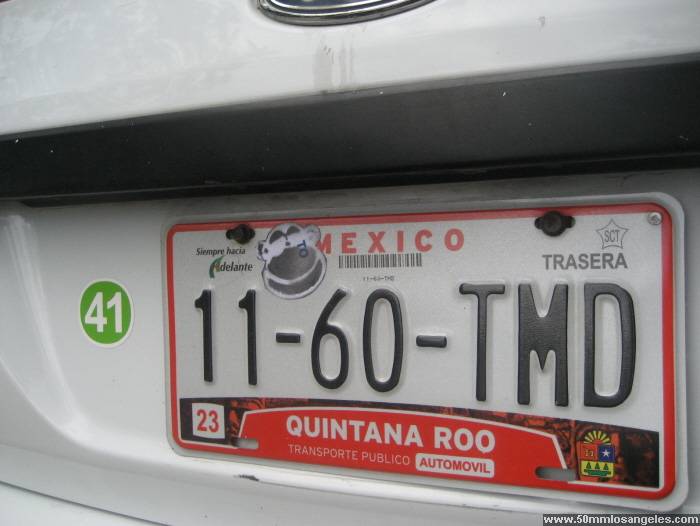 MEXICO
Siempre hacia
Adelante
11-60-TMD
SCT
TRASERA
41
11-60-TMD
23
QUINTANA ROO
TRANSPORTE PUBLICO AUTOMOVIL
www.50mmlosangeles.com